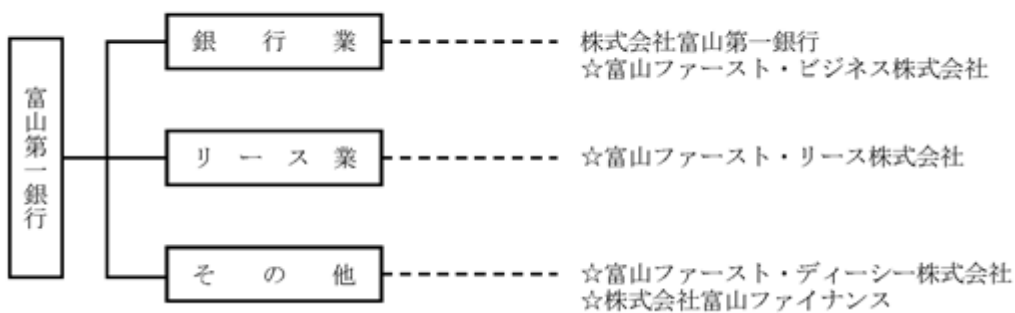 富山第一銀行
銀行業
株式会社富山第一銀行
☆富山ファースト・ビジネス株式会社
リース業
☆富山ファースト・リース株式会社
その他
☆富山ファースト・ディーシー株式会社
☆株式会社富山ファイナンス